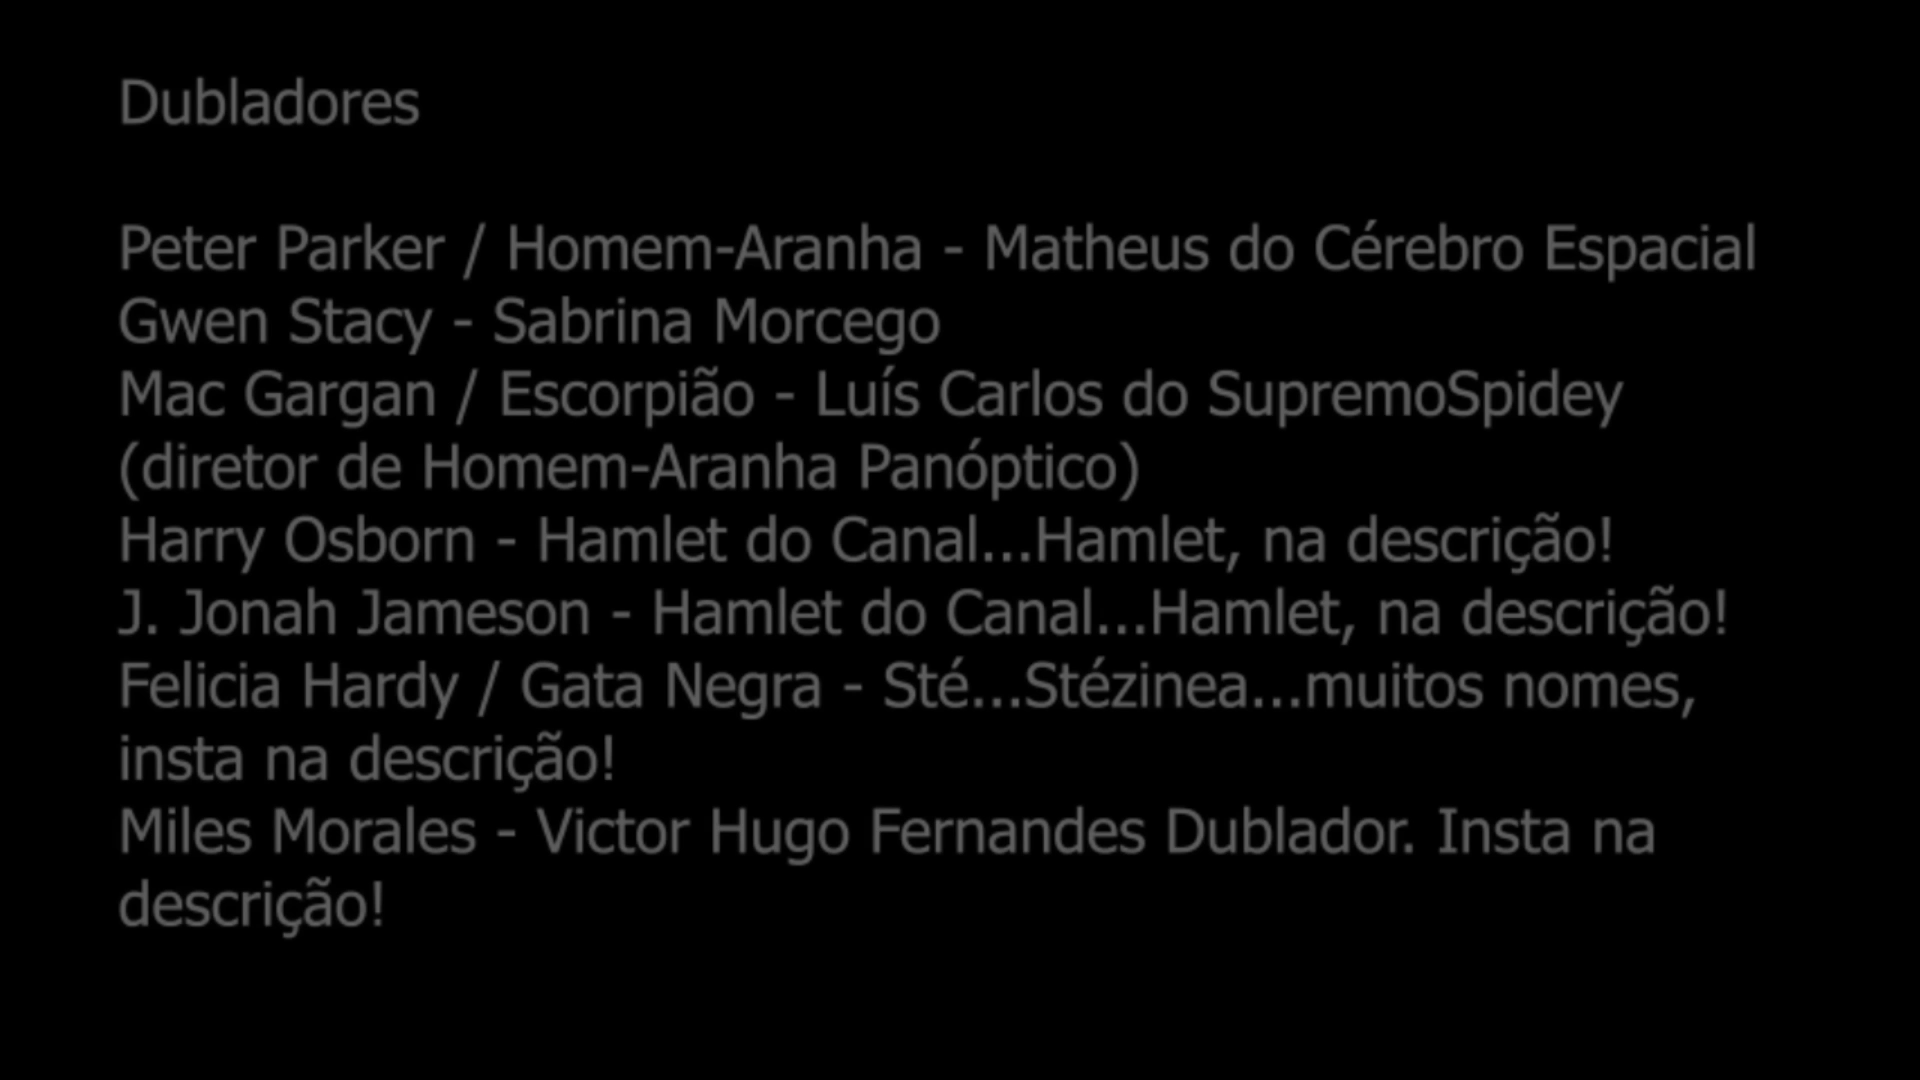 Dubladores
Peter Parker / Homem-Aranha - Matheus do Cérebro Espacial
Gwen Stacy - Sabrina Morcego
Mac Gargan / Escorpião - Luís Carlos do SupremoSpidey
(diretor de Homem-Aranha Panóptico)
Harry Osborn - Hamlet do Canal...Hamlet, na descrição!
J. Jonah Jameson - Hamlet do Canal...Hamlet, na descrição!
Felicia Hardy / Gata Negra - Sté...Stézinea...muitos nomes,
insta na descrição!
Miles Morales - Victor Hugo Fernandes Dublador. Insta na
descrição!